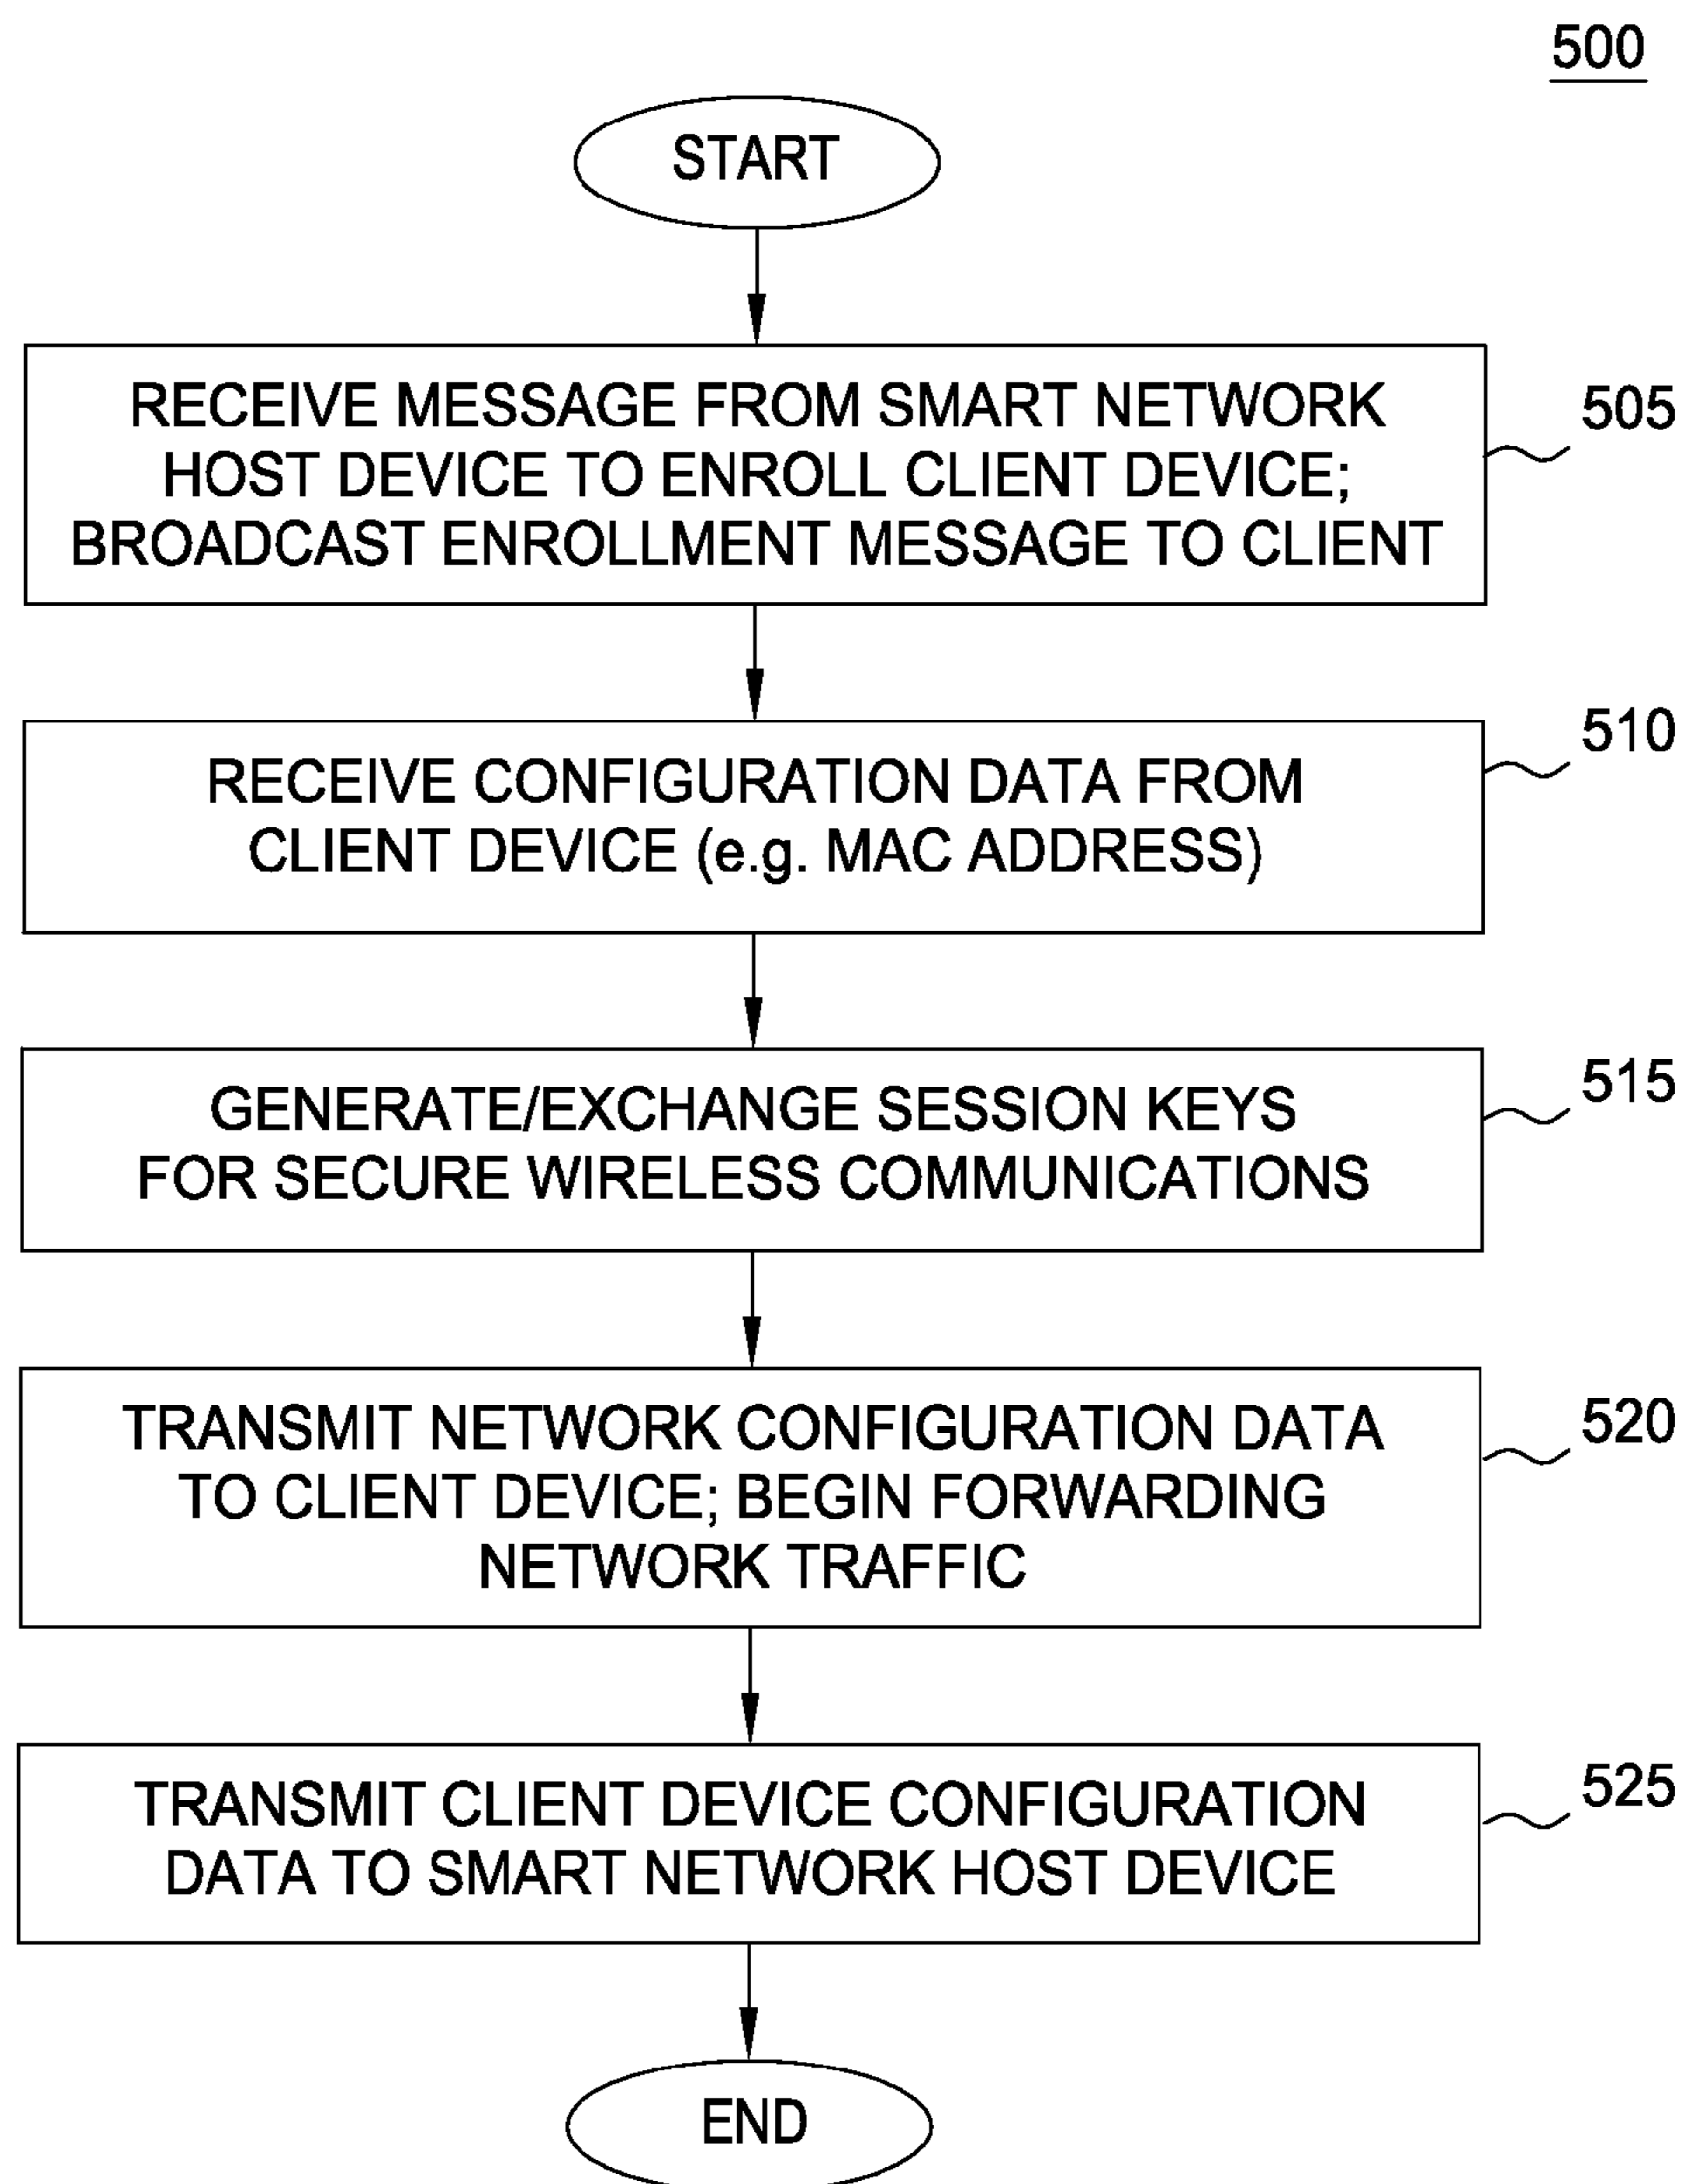 500
START
RECEIVE MESSAGE FROM SMART NETWORK
HOST DEVICE TO ENROLL CLIENT DEVICE;
BROADCAST ENROLLMENT MESSAGE TO CLIENT
505
RECEIVE CONFIGURATION DATA FROM
CLIENT DEVICE (e.g. MAC ADDRESS)
510
GENERATE/EXCHANGE SESSION KEYS
FOR SECURE WIRELESS COMMUNICATIONS
515
TRANSMIT NETWORK CONFIGURATION DATA
TO CLIENT DEVICE; BEGIN FORWARDING
NETWORK TRAFFIC
520
TRANSMIT CLIENT DEVICE CONFIGURATION
DATA TO SMART NETWORK HOST DEVICE
525
END